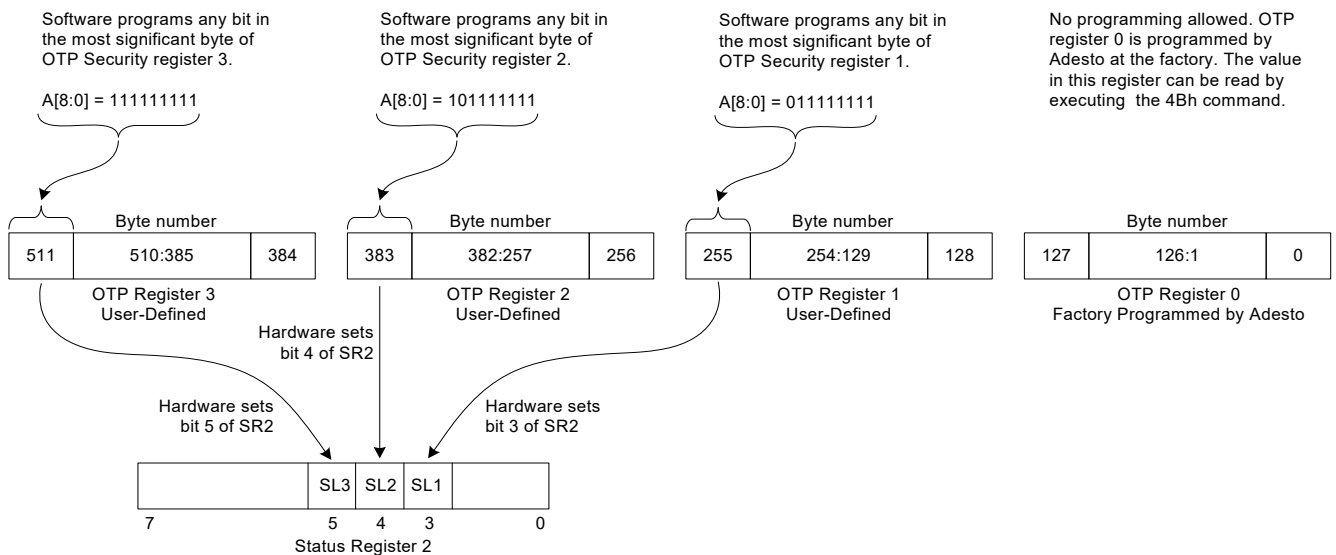 Software programs any bit in
the most significant byte of
OTP Security register 3.
A[8:0] = 111111111
Software programs any bit in
the most significant byte of
OTP Security register 2.
A[8:0] = 101111111
Software programs any bit in
the most significant byte of
OTP Security register 1.
A[8:0] = 011111111
No programming allowed. OTP
register 0 is programmed by
Adesto at the factory. The value
in this register can be read by
executing the 4Bh command.
Byte number
511 510:385 384
OTP Register 3
User-Defined
Byte number
383 382:257 256
OTP Register 2
User-Defined
Byte number
255 254:129 128
OTP Register 1
User-Defined
Byte number
127 126:1 0
OTP Register 0
Factory Programmed by Adesto
Hardware sets
bit 5 of SR2
Hardware sets
bit 4 of SR2
Hardware sets
bit 3 of SR2
SL3 SL2 SL1
7 5 4 3 0
Status Register 2